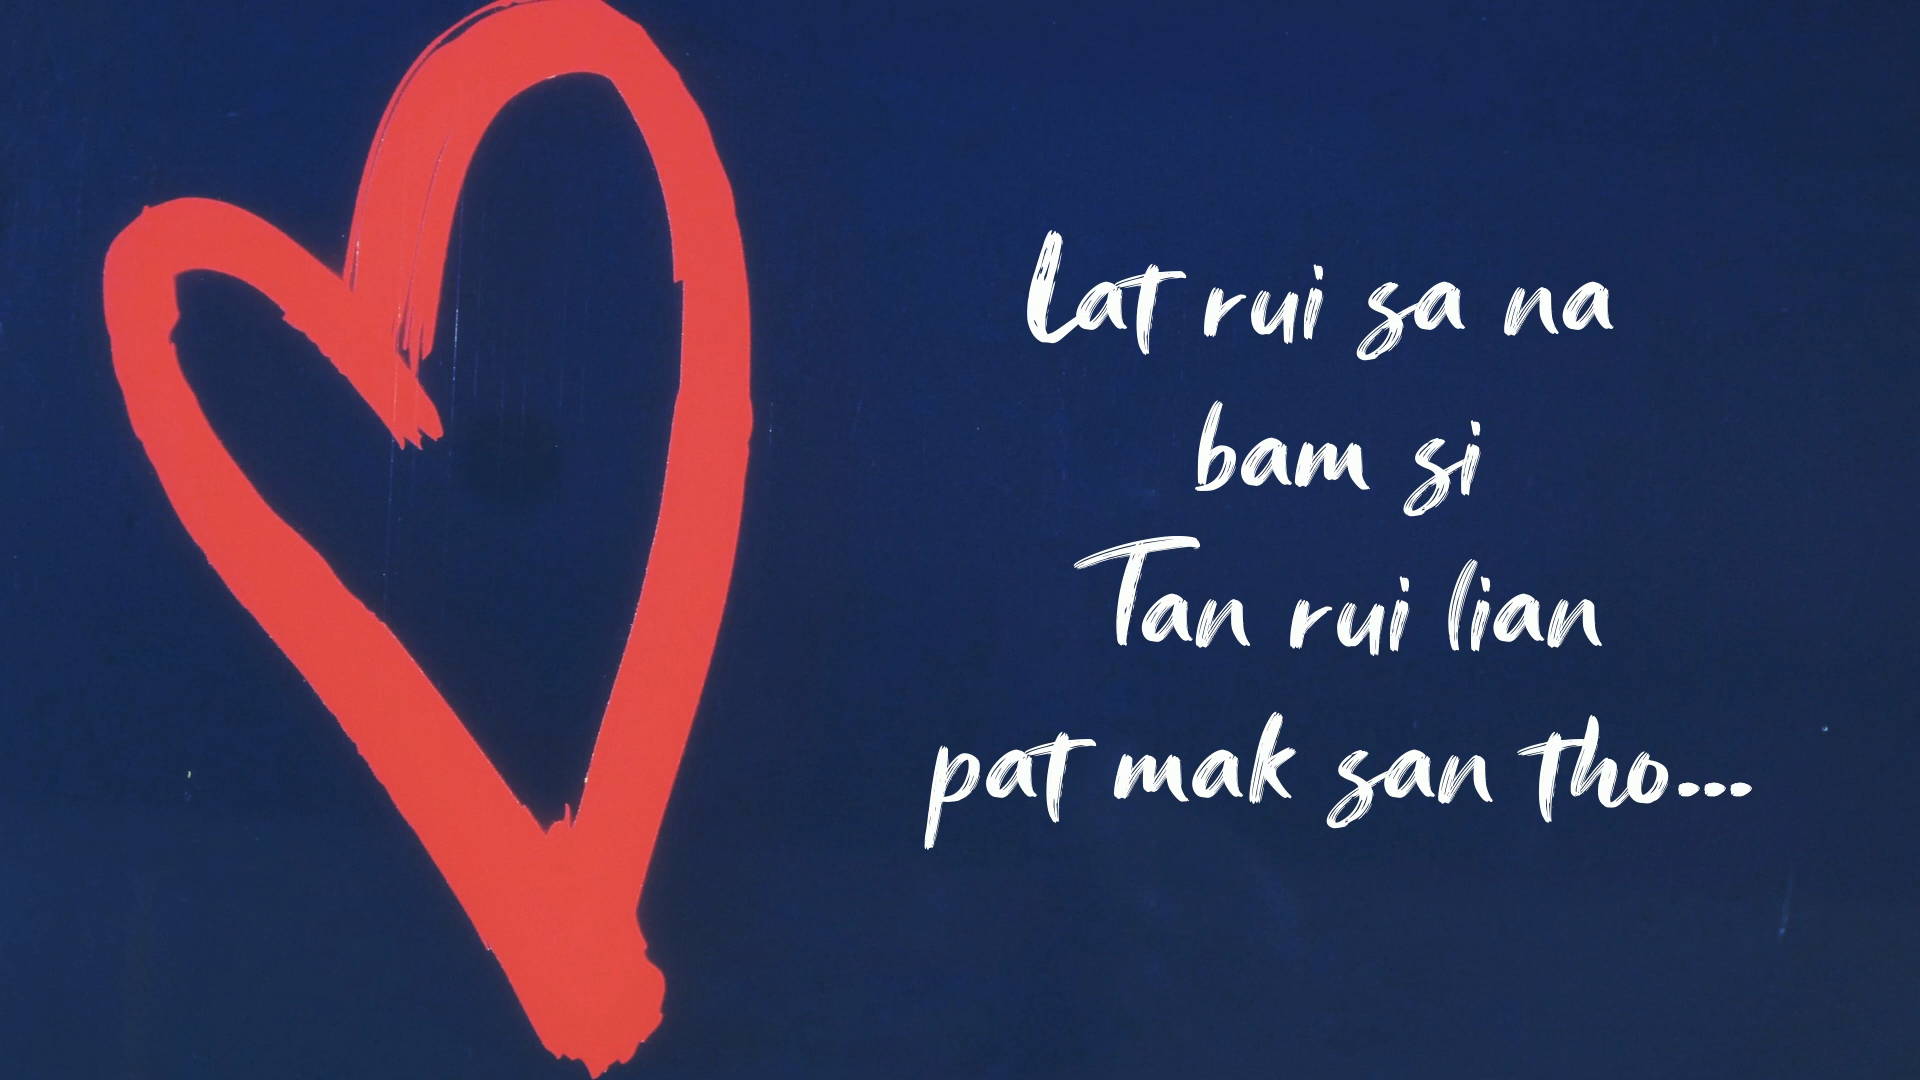 Lat rui sa na
bam si
Tan rui lian
pat mak san tho...